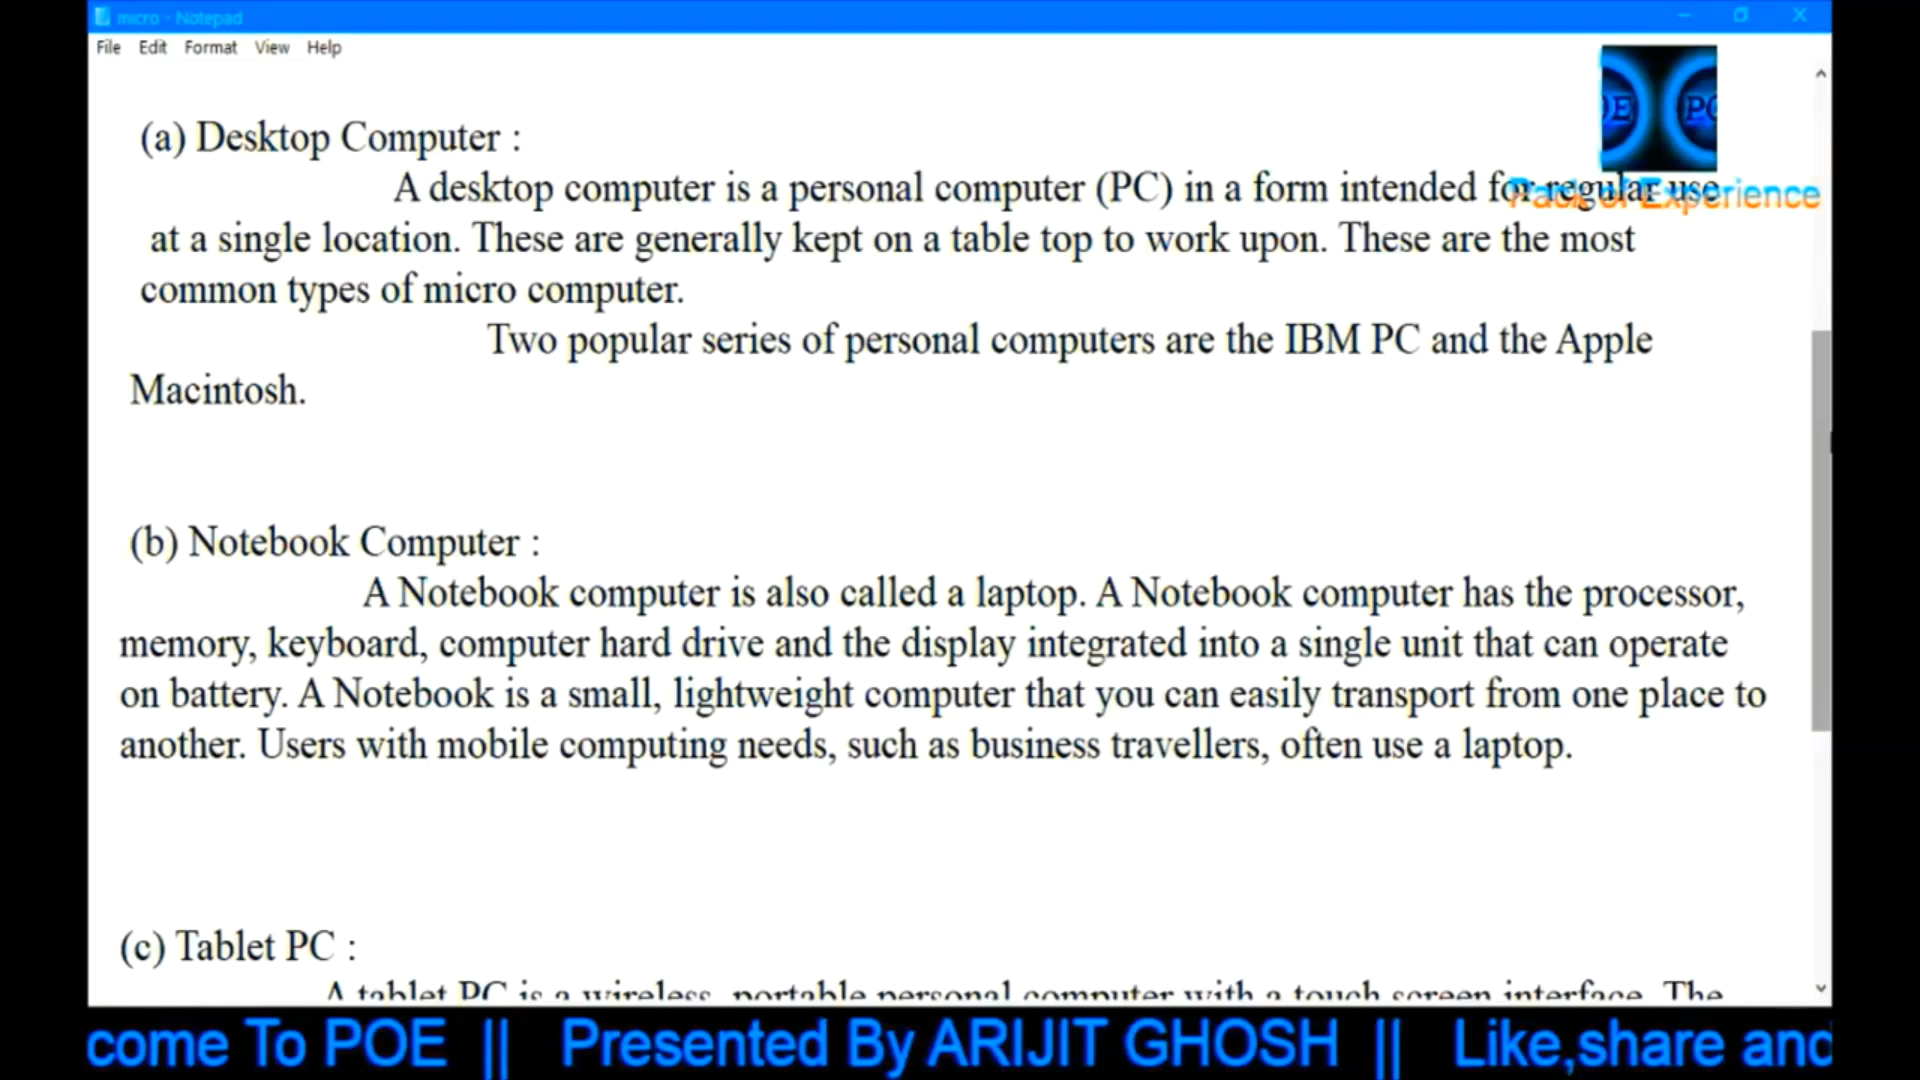 micro - Notepad
File Edit Format View Help
(a) Desktop Computer :
A desktop computer is a personal computer (PC) in a form intended for regular use
Pack of Experience
at a single location. These are generally kept on a table top to work upon. These are the most
common types of micro computer.
Two popular series of personal computers are the IBM PC and the Apple
Macintosh.
(b) Notebook Computer :
A Notebook computer is also called a laptop. A Notebook computer has the processor,
memory, keyboard, computer hard drive and the display integrated into a single unit that can operate
on battery. A Notebook is a small, lightweight computer that you can easily transport from one place to
another. Users with mobile computing needs, such as business travellers, often use a laptop.
(c) Tablet PC :
A tablet PC is a wireless, portable personal computer with a touch screen interface. The
come To POE || Presented By ARIJIT GHOSH || Like,share and